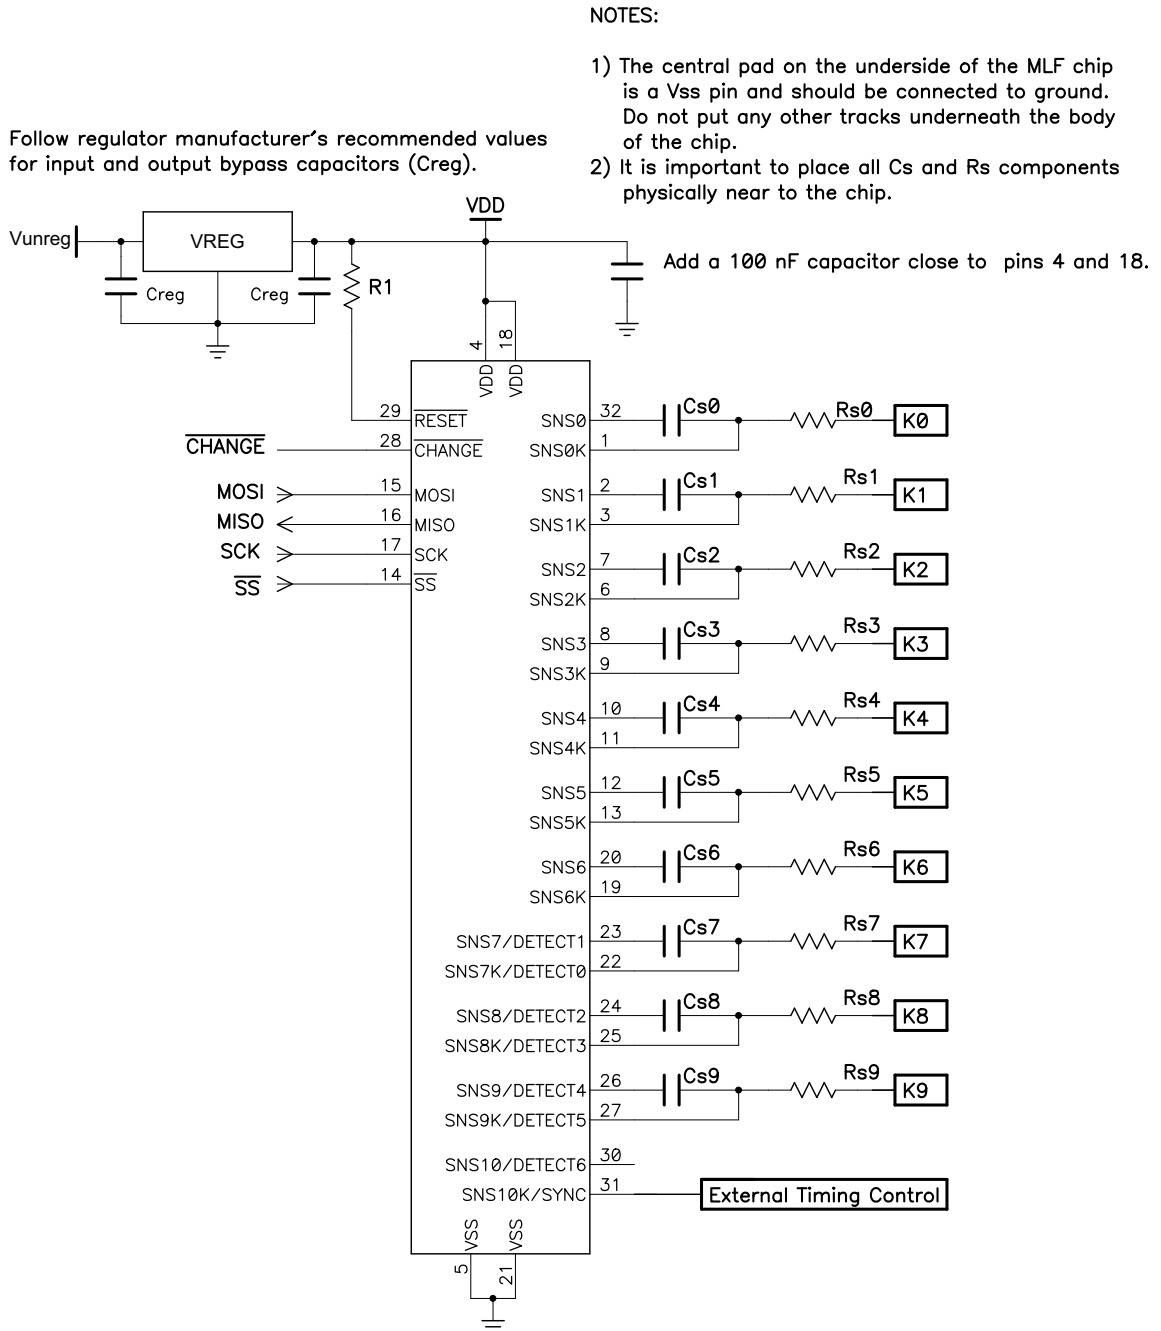 NOTES:
1) The central pad on the underside of the MLF chip
is a Vss pin and should be connected to ground.
Do not put any other tracks underneath the body
of the chip.
2) It is important to place all Cs and Rs components
physically near to the chip.
Follow regulator manufacturer's recommended values
for input and output bypass capacitors (Creg).
VDD
Vunreg
VREG
Creg
Creg
R1
Add a 100 nF capacitor close to pins 4 and 18.
4
18
VDD
VDD
29
RESET
CHANGE
28
CHANGE
MOSI
15
MOSI
MISO
16
MISO
SCK
17
SCK
SS
14
SS
SNS0
32
Cs0
Rs0
K0
SNS0K
1
SNS1
2
Cs1
Rs1
K1
SNS1K
3
SNS2
7
Cs2
Rs2
K2
SNS2K
6
SNS3
8
Cs3
Rs3
K3
SNS3K
9
SNS4
10
Cs4
Rs4
K4
SNS4K
11
SNS5
12
Cs5
Rs5
K5
SNS5K
13
SNS6
20
Cs6
Rs6
K6
SNS6K
19
SNS7/DETECT1
23
Cs7
Rs7
K7
SNS7K/DETECT0
22
SNS8/DETECT2
24
Cs8
Rs8
K8
SNS8K/DETECT3
25
SNS9/DETECT4
26
Cs9
Rs9
K9
SNS9K/DETECT5
27
SNS10/DETECT6
30
SNS10K/SYNC
31
External Timing Control
VSS
VSS
5
21